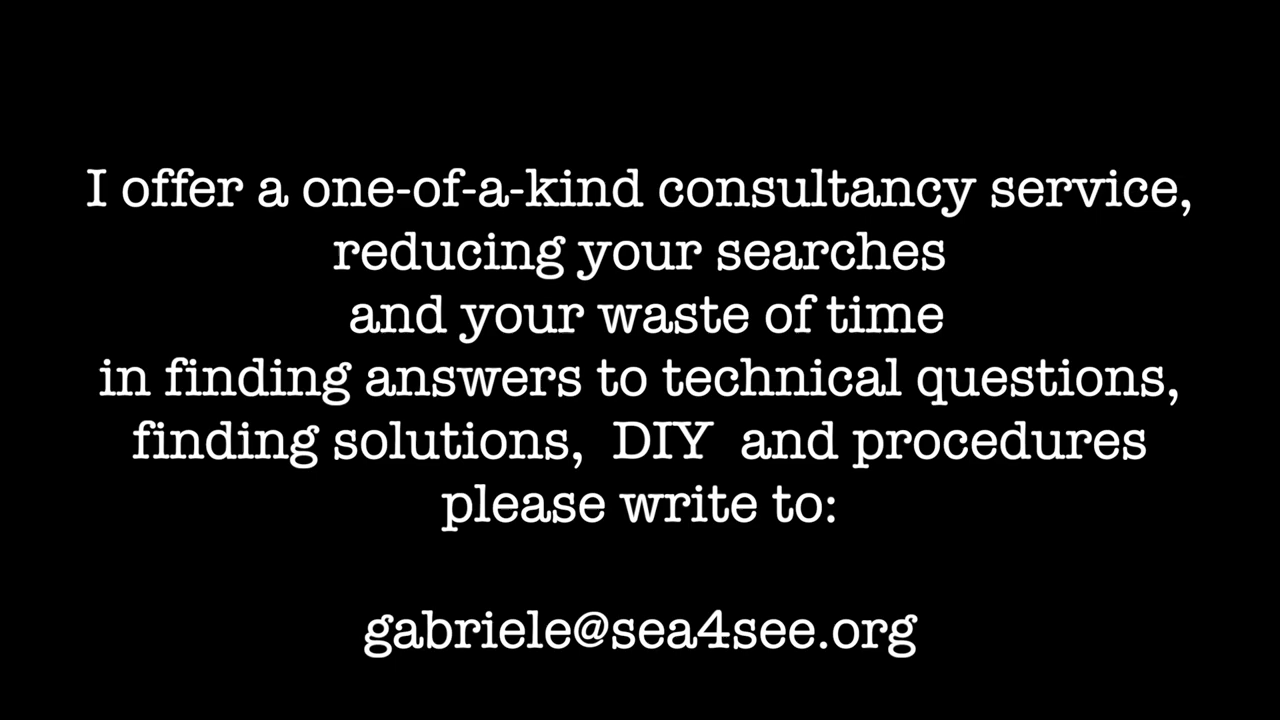 I offer a one-of-a-kind consultancy service,
reducing your searches
and your waste of time
in finding answers to technical questions,
finding solutions,  DIY  and procedures
please write to:
gabriele@sea4see.org